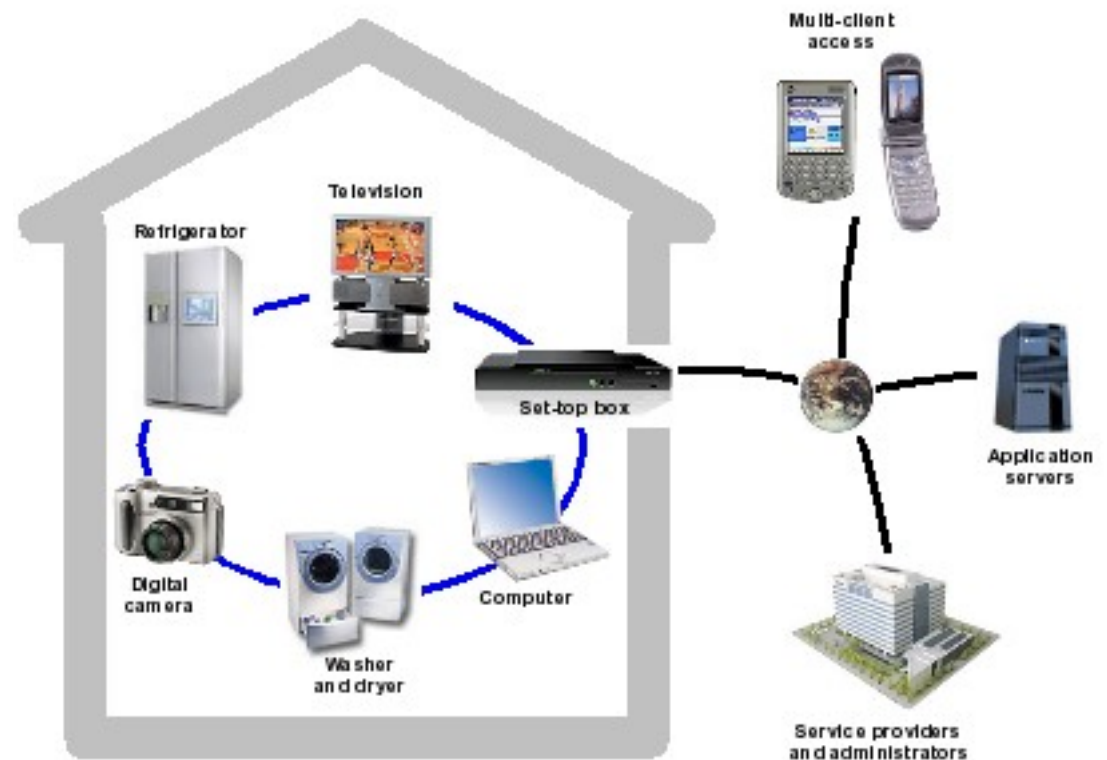 Multi-client
access
Television
Refrigerator
Set-top box
Application
servers
Digital
camera
Computer
Washer
and dryer
Service providers
and administrators